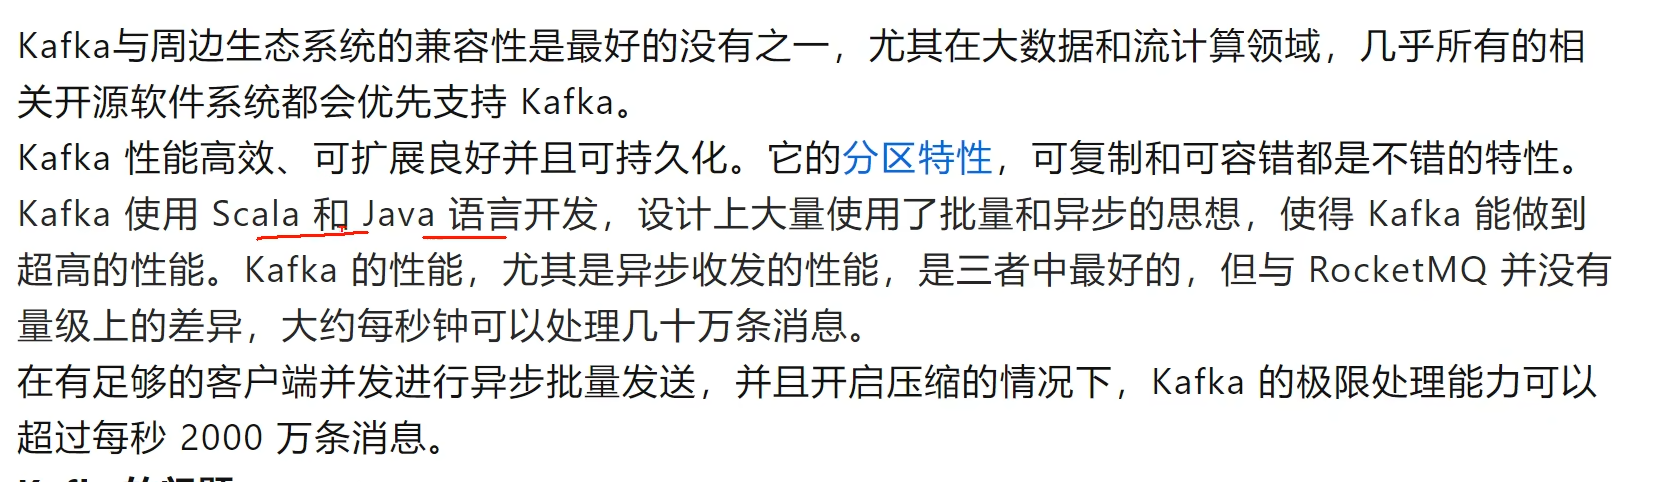 Kafka与周边生态系统的兼容性是最好的没有之一，尤其在大数据和流计算领域，几乎所有的相
关开源软件系统都会优先支持 Kafka。
Kafka 性能高效、可扩展良好并且可持久化。它的分区特性，可复制和可容错都是不错的特性。
Kafka 使用 Scala 和 Java 语言开发，设计上大量使用了批量和异步的思想，使得 Kafka 能做到
超高的性能。Kafka 的性能，尤其是异步收发的性能，是三者中最好的，但与 RocketMQ 并没有
量级上的差异，大约每秒钟可以处理几十万条消息。
在有足够的客户端并发进行异步批量发送，并且开启压缩的情况下，Kafka 的极限处理能力可以
超过每秒 2000 万条消息。
Kafka 的问题